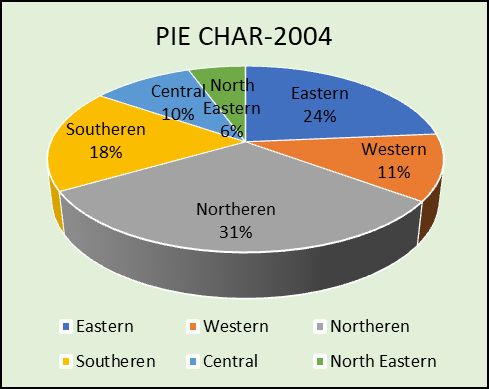 PIE CHAR-2004
North
Eastern
6%
Central
10%
Eastern
24%
Southeren
18%
Western
11%
Northeren
31%
Eastern
Western
Northeren
Southeren
Central
North Eastern